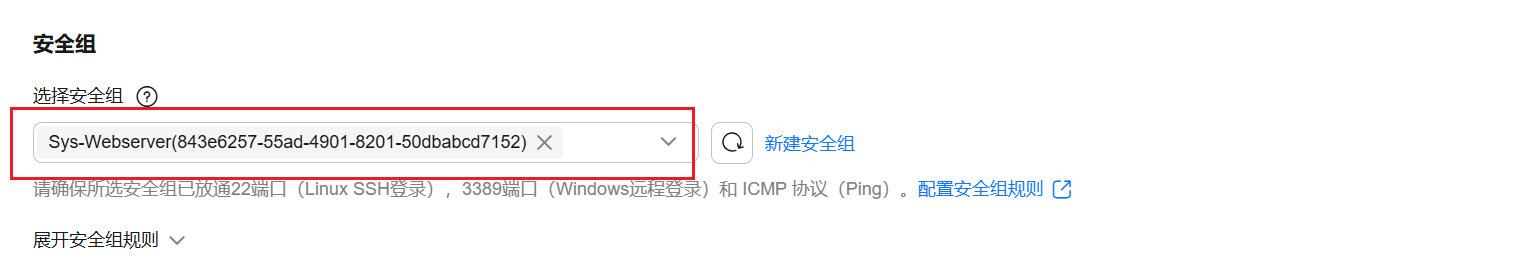 安全组
选择安全组 ?
Sys-Webserver(843e6257-55ad-4901-8201-50dbabcd7152)
新建安全组
请确保所选安全组已放通22端口（Linux SSH登录），3389端口（Windows远程登录）和 ICMP 协议（Ping）。配置安全组规则
展开安全组规则